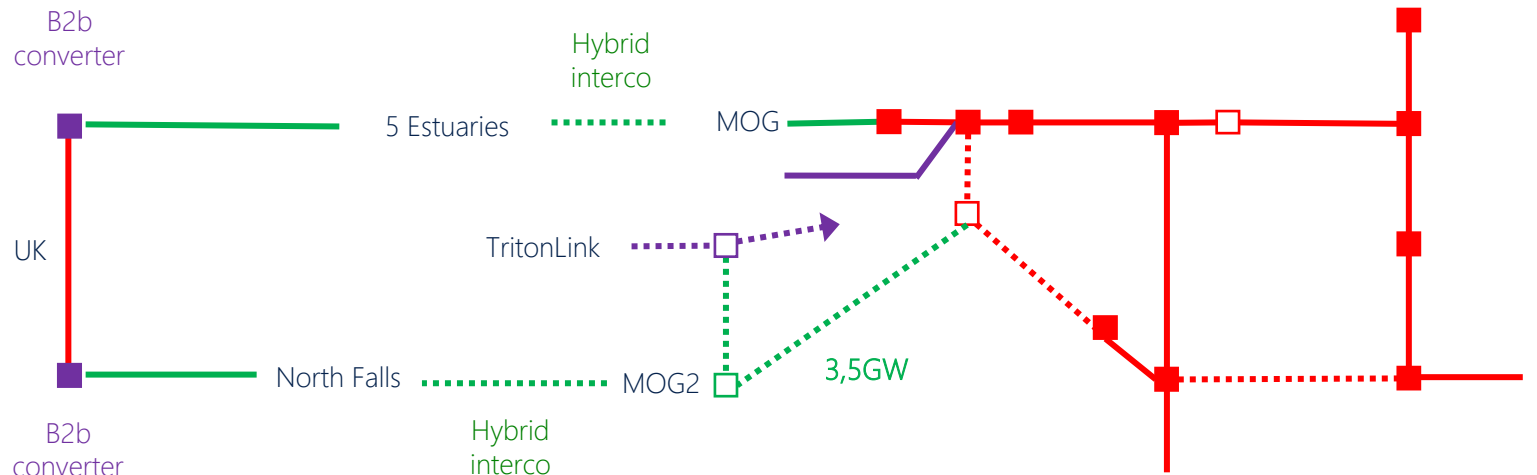 B2b
converter
Hybrid
interco
5 Estuaries
MOG
UK
TritonLink
North Falls
MOG2
3,5GW
B2b
converter
Hybrid
interco